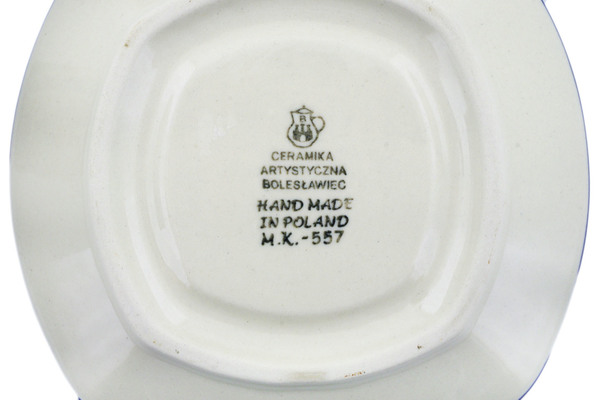 B
CERAMIKA
ARTYSTYCZNA
BOLESŁAWIEC
HAND MADE
IN POLAND
M.K.-557